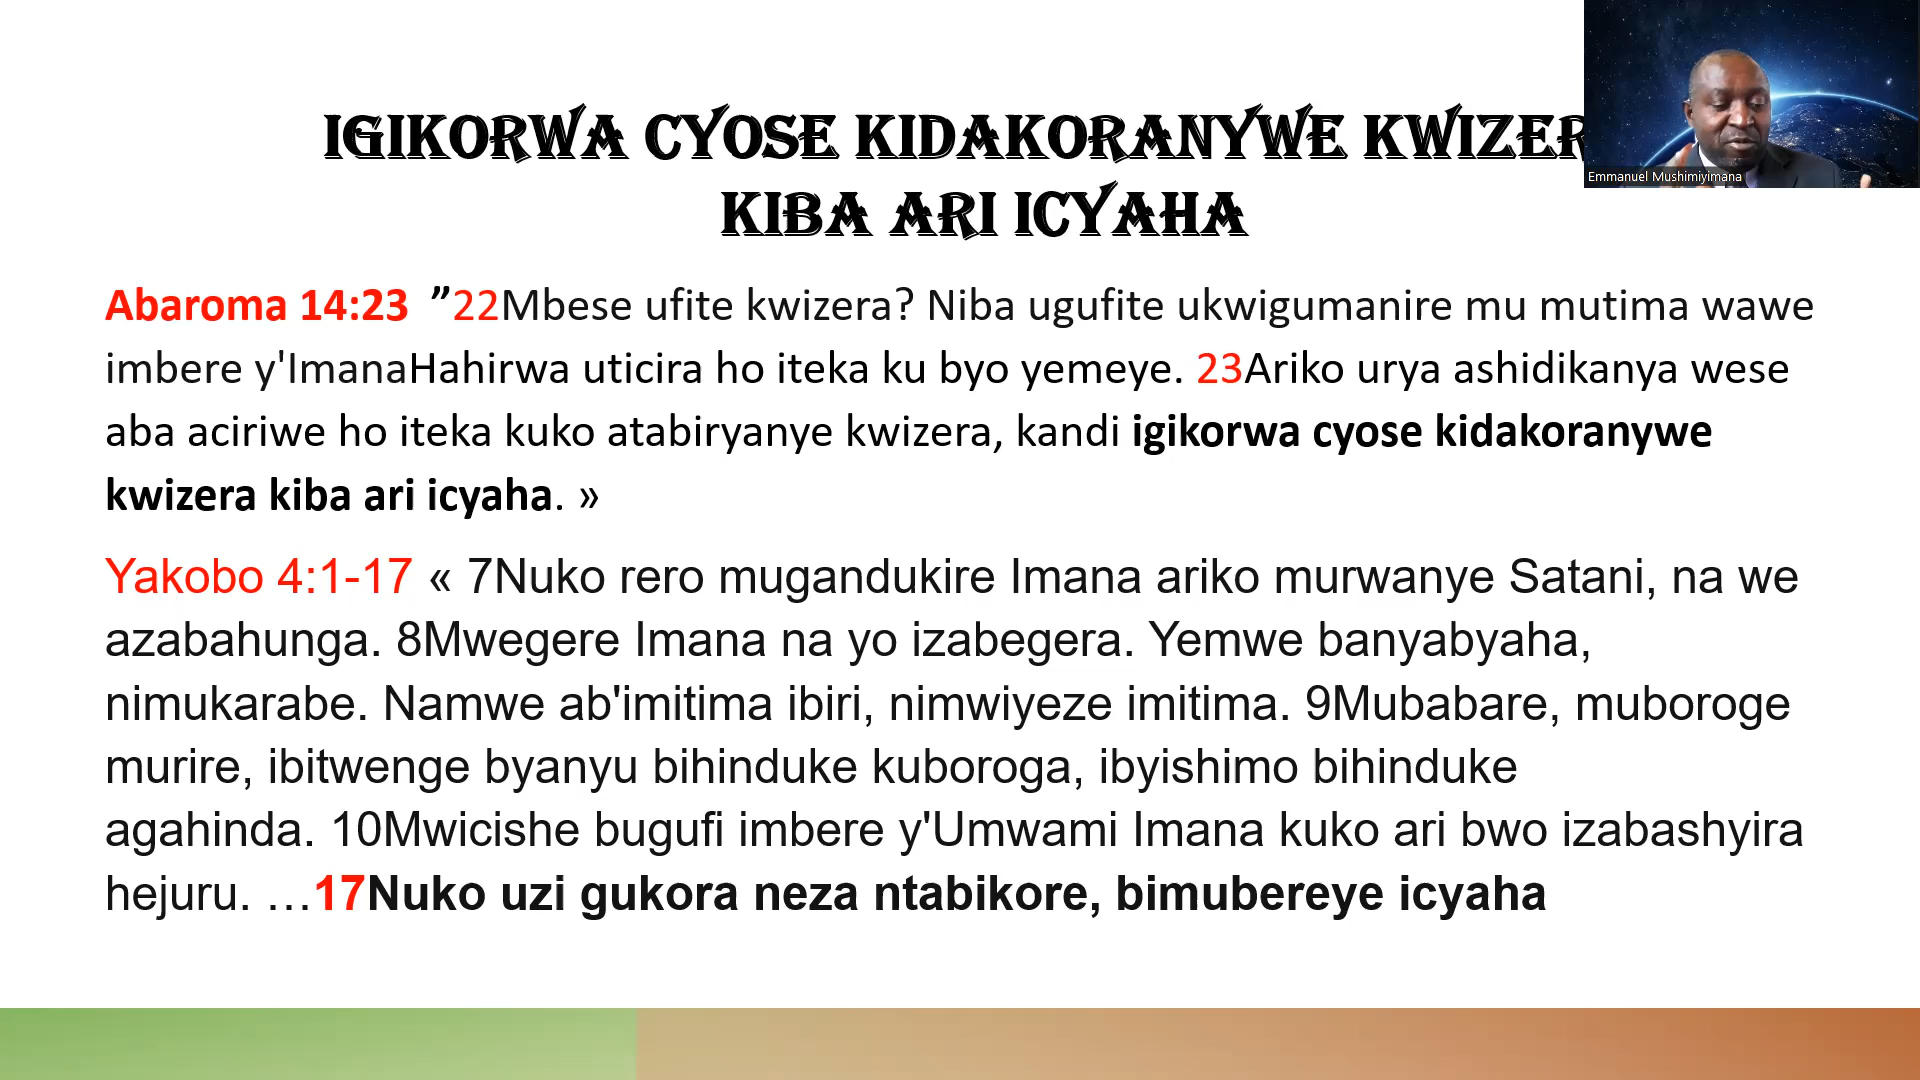 IGIKORWA CYOSE KIDAKORANYWE KWIZER
KIBA ARI ICYAHA
Emmanuel Mushimiyimana
Abaroma 14:23 ”22Mbese ufite kwizera? Niba ugufite ukwigumanire mu mutima wawe
imbere y'ImanaHahirwa uticira ho iteka ku byo yemeye. 23Ariko urya ashidikanya wese
aba aciriwe ho iteka kuko atabiryanye kwizera, kandi igikorwa cyose kidakoranywe
kwizera kiba ari icyaha. »
Yakobo 4:1-17 « 7Nuko rero mugandukire Imana ariko murwanye Satani, na we
azabahunga. 8Mwegere Imana na yo izabegera. Yemwe banyabyaha,
nimukarabe. Namwe ab'imitima ibiri, nimwiyeze imitima. 9Mubabare, muboroge
murire, ibitwenge byanyu bihinduke kuboroga, ibyishimo bihinduke
agahinda. 10Mwicishe bugufi imbere y'Umwami Imana kuko ari bwo izabashyira
hejuru. …17Nuko uzi gukora neza ntabikore, bimubereye icyaha